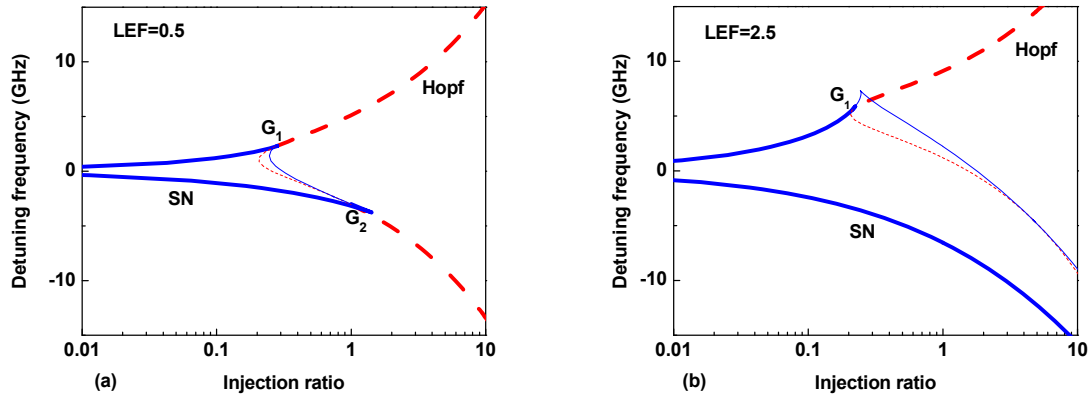 LEF=0.5
Detuning frequency (GHz)
10
0
-10
Hopf
G1
SN
G2
0.01
0.1
1
10
(a)
Injection ratio
LEF=2.5
Detuning frequency (GHz)
10
0
-10
Hopf
G1
SN
0.01
0.1
1
10
(b)
Injection ratio